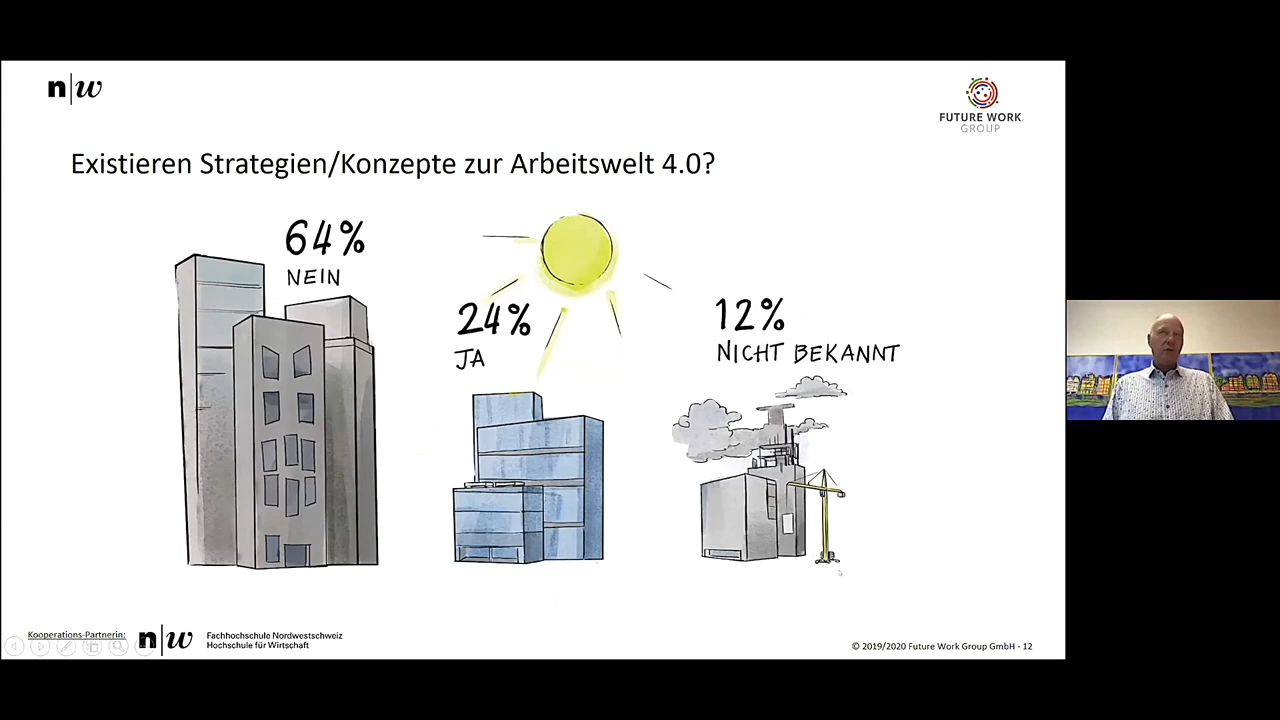 n|w
FUTURE WORK
GROUP
Existieren Strategien/Konzepte zur Arbeitswelt 4.0?
64%
NEIN
24%
JA
12%
NICHT BEKANNT
Kooperations-Partnerin:
n|w
Fachhochschule Nordwestschweiz
Hochschule für Wirtschaft
© 2019/2020 Future Work Group GmbH - 12